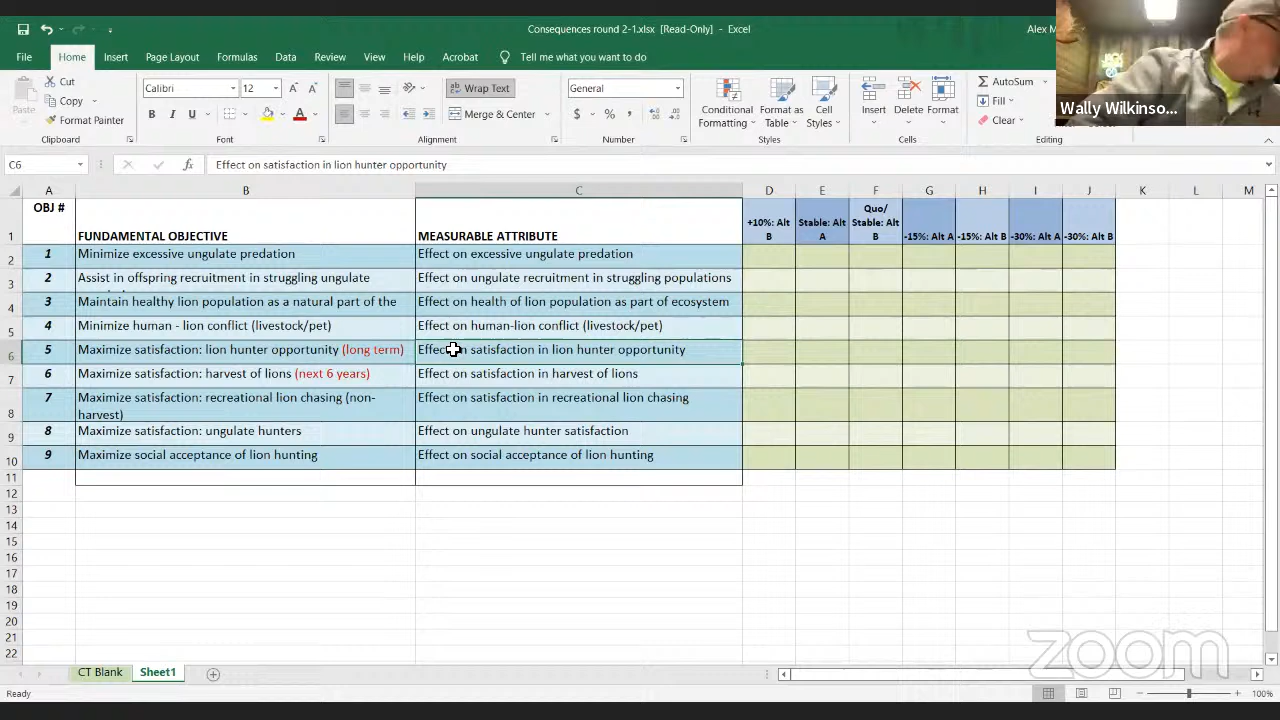 Consequences round 2-1.xlsx [Read-Only] - Excel
Alex M
File Home Insert Page Layout Formulas Data Review View Help Acrobat Tell me what you want to do
Paste
Cut
Copy
Format Painter
Clipboard
Calibri 12
B I U
Font
Wrap Text
Merge & Center
Alignment
General
$ % ,
Number
Conditional Formatting
Format as Table
Cell Styles
Styles
Insert Delete Format
Cells
AutoSum
Fill
Clear
Editing
Wally Wilkinso...
C6 fx Effect on satisfaction in lion hunter opportunity
A B C D E F G H I J K L M
1 OBJ # FUNDAMENTAL OBJECTIVE MEASURABLE ATTRIBUTE +10%: Alt B Stable: Alt A Quo/ Stable: Alt B -15%: Alt A -15%: Alt B -30%: Alt A -30%: Alt B
2 1 Minimize excessive ungulate predation Effect on excessive ungulate predation
3 2 Assist in offspring recruitment in struggling ungulate Effect on ungulate recruitment in struggling populations
4 3 Maintain healthy lion population as a natural part of the Effect on health of lion population as part of ecosystem
5 4 Minimize human - lion conflict (livestock/pet) Effect on human-lion conflict (livestock/pet)
6 5 Maximize satisfaction: lion hunter opportunity (long term) Effect on satisfaction in lion hunter opportunity
7 6 Maximize satisfaction: harvest of lions (next 6 years) Effect on satisfaction in harvest of lions
8 7 Maximize satisfaction: recreational lion chasing (non-harvest) Effect on satisfaction in recreational lion chasing
9 8 Maximize satisfaction: ungulate hunters Effect on ungulate hunter satisfaction
10 9 Maximize social acceptance of lion hunting Effect on social acceptance of lion hunting
11
12
13
14
15
16
17
18
19
20
21
22
zoom
CT Blank Sheet1
Ready
100%